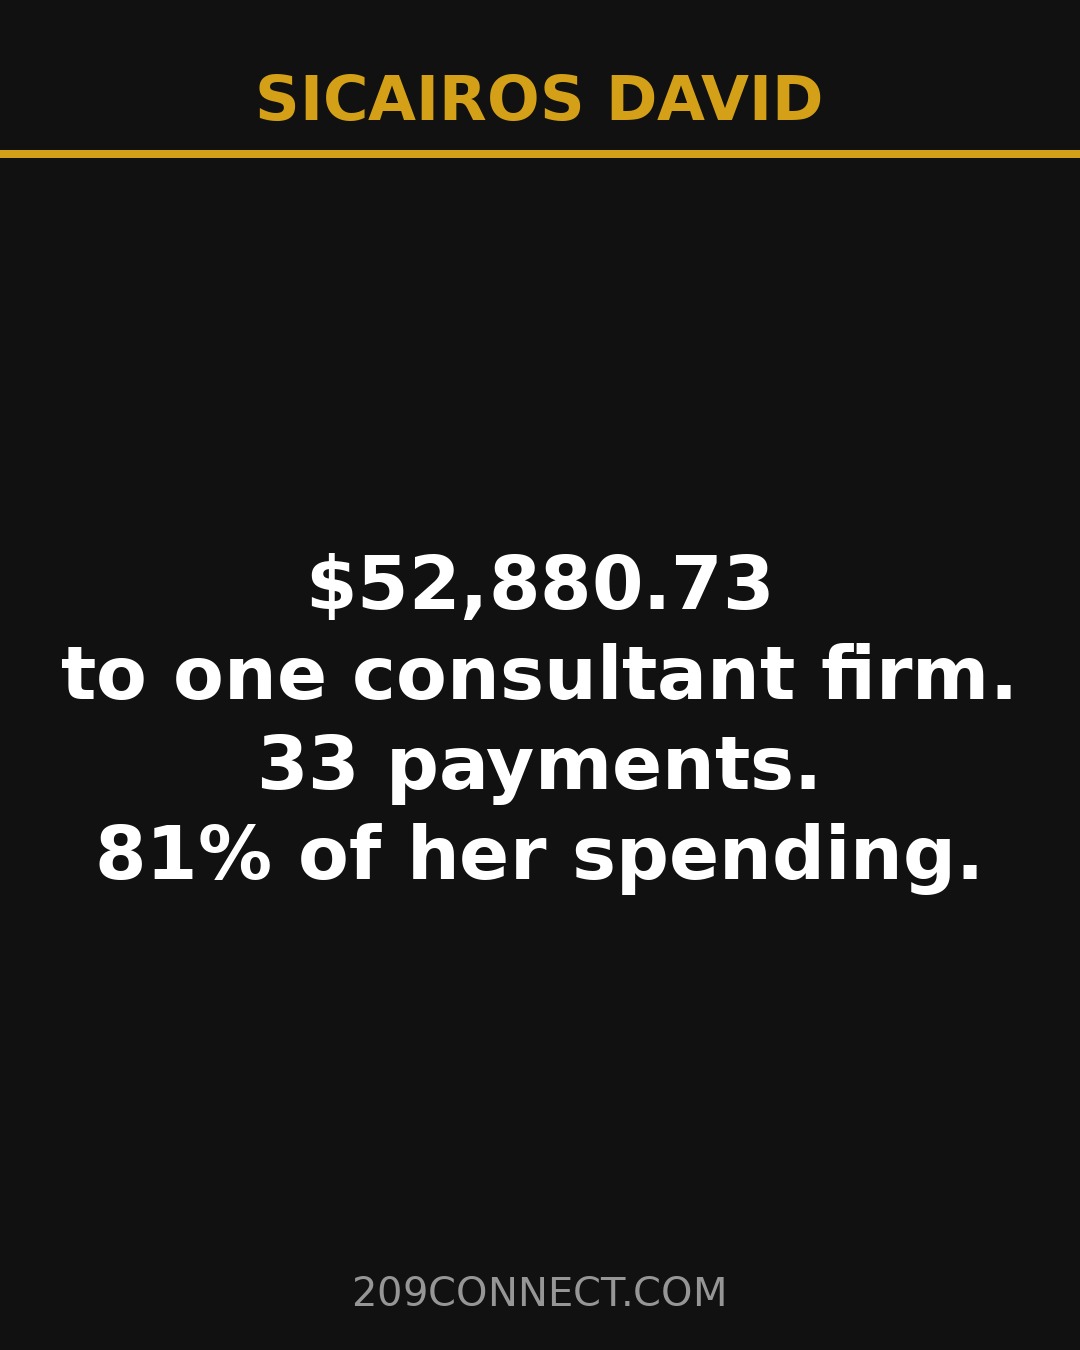 SICAIROS DAVID
$52,880.73
to one consultant firm.
33 payments.
81% of her spending.
209CONNECT.COM